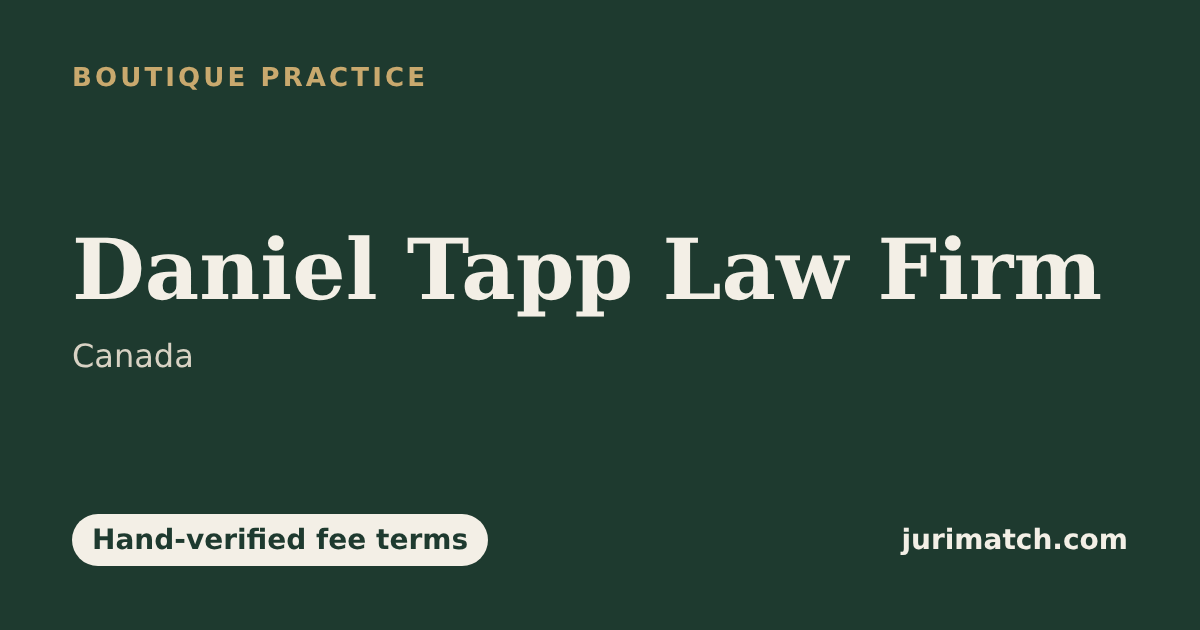 BOUTIQUE PRACTICE
Daniel Tapp Law Firm
Canada
Hand-verified fee terms
jurimatch.com